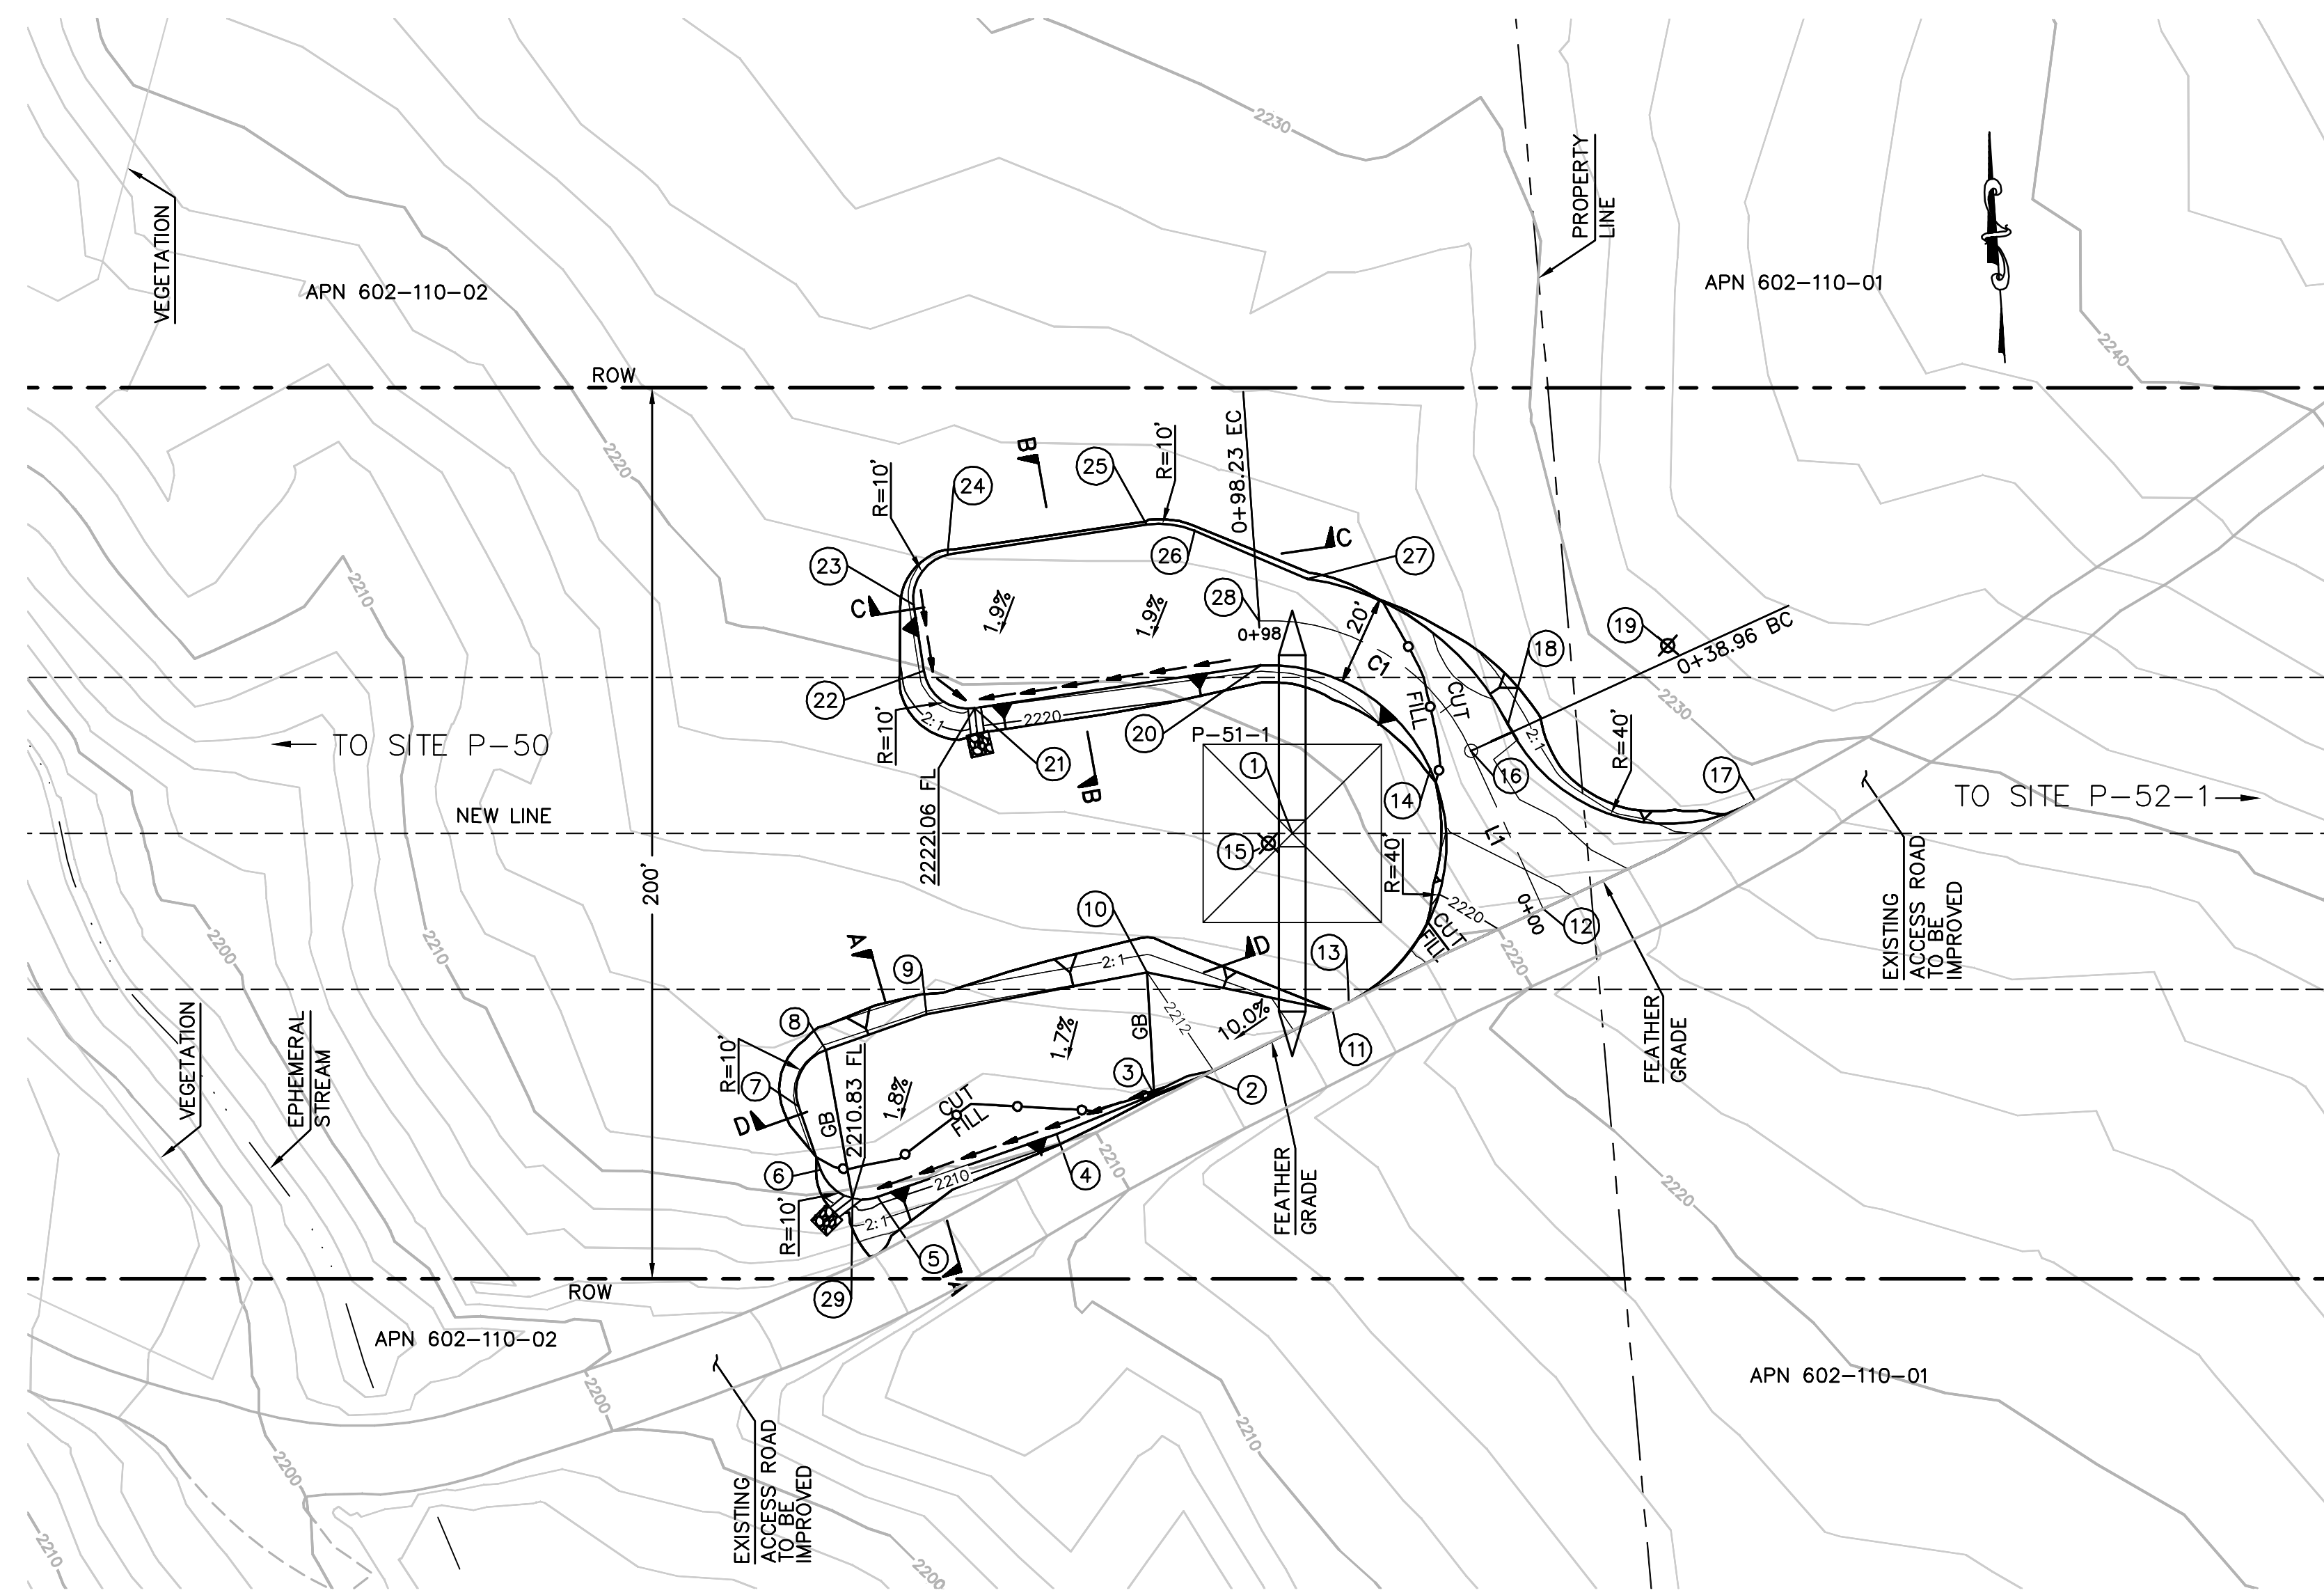 2230
PROPERTY
LINE
VEGETATION
APN 602-110-02
APN 602-110-01
2240
ROW
2220
B
25
R=10'
0+98.23 EC
R=10'
24
C
26
27
23
2210
C
1.9%
1.9%
28
0+98
20'
19
0+38.96 BC
C1
18
22
CUT
FILL
2230
R=10'
2:1
2220
20
P-51-1
2:1
R=40'
TO SITE P-50
21
1
16
17
B
14
TO SITE P-52-1
NEW LINE
2222.06 FL
15
L1
R=40'
200'
10
2220
0+00
12
EXISTING
ACCESS ROAD
TO BE
IMPROVED
2200
2210
A
9
2:1
D
13
CUT
FILL
2220
8
GB
2212
10.0%
11
FEATHER
GRADE
VEGETATION
EPHEMERAL
STREAM
R=10'
7
1.7%
3
2
D
GB
2210.83 FL
1.8%
CUT
FILL
6
4
2210
2210
2220
R=10'
2:1
5
FEATHER
GRADE
29
A
ROW
APN 602-110-02
APN 602-110-01
2200
2210
EXISTING
ACCESS ROAD
TO BE
IMPROVED
2200
2210
2200